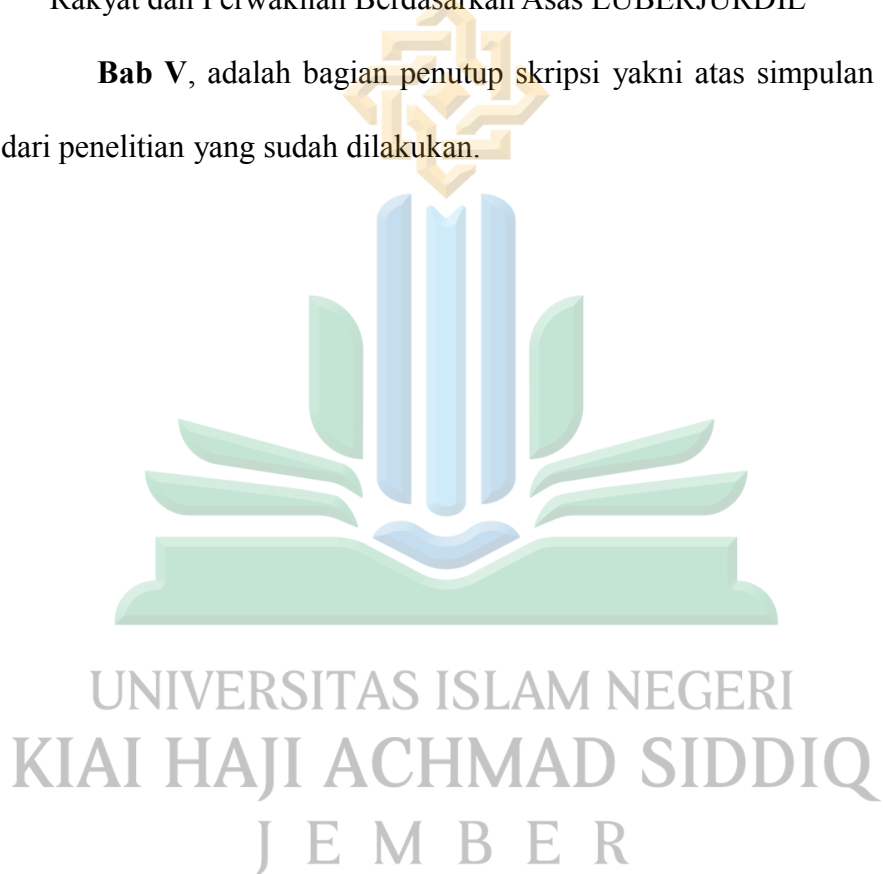 Rakyat dan Perwakilan Berdasarkan Asas LUBERJURDIL
Bab V, adalah bagian penutup skripsi yakni atas simpulan
dari penelitian yang sudah dilakukan.
UNIVERSITAS ISLAM NEGERI
KIAI HAJI ACHMAD SIDDIQ
JEMBER